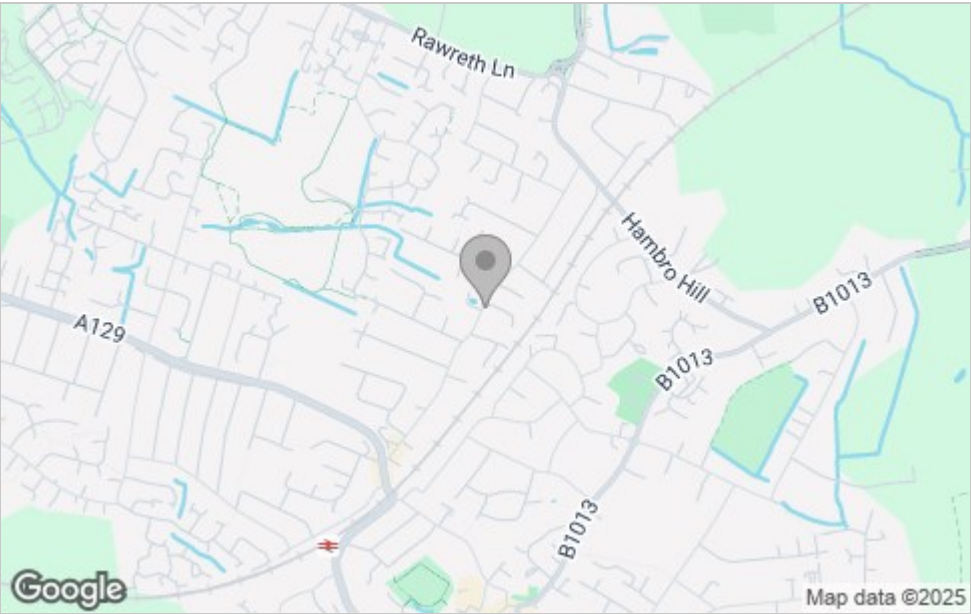 Rawreth Ln
Hambro Hill
B1013
A129
B1013
B1013
Google
Map data ©2025